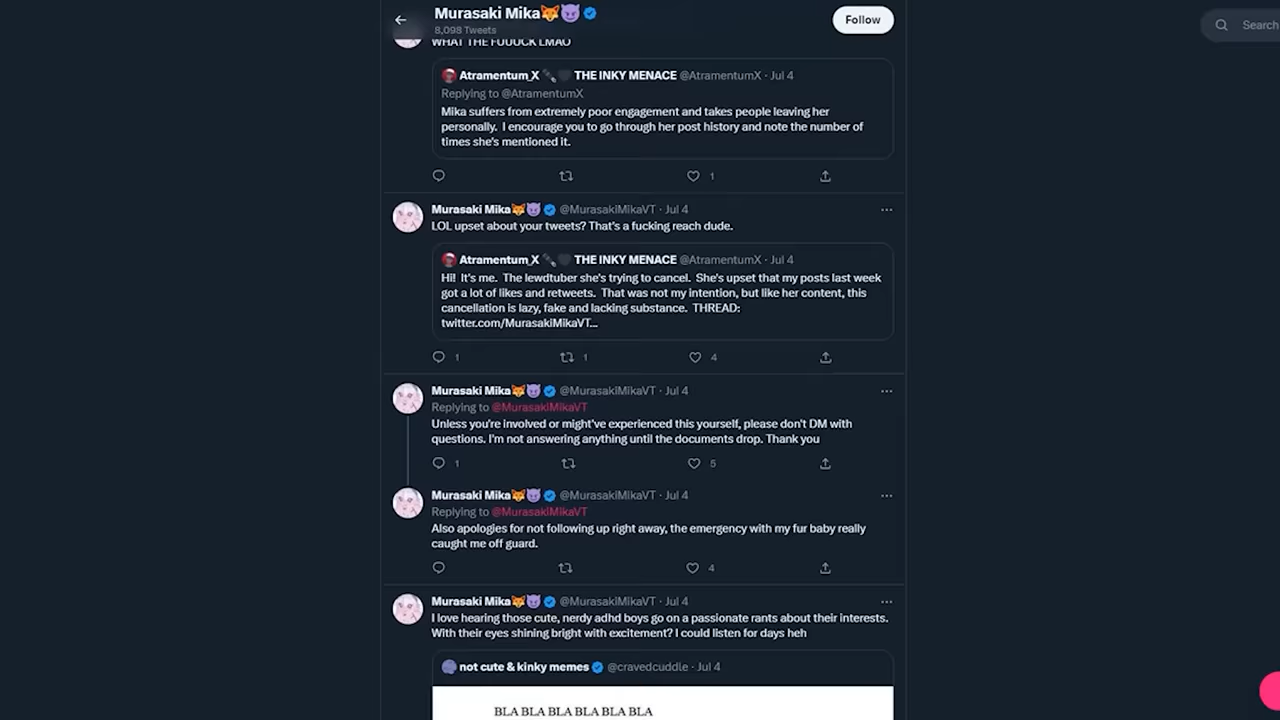 Murasaki Mika🦊😈
8,098 Tweets
Follow
Search
WHAT THE FUUUCK LMAO
Atramentum_X THE INKY MENACE @AtramentumX · Jul 4
Replying to @AtramentumX
Mika suffers from extremely poor engagement and takes people leaving her
personally. I encourage you to go through her post history and note the number of
times she's mentioned it.
1
Murasaki Mika🦊😈 @MurasakiMikaVT · Jul 4
LOL upset about your tweets? That's a fucking reach dude.
Atramentum_X THE INKY MENACE @AtramentumX · Jul 4
Hi! It's me. The lewdtuber she's trying to cancel. She's upset that my posts last week
got a lot of likes and retweets. That was not my intention, but like her content, this
cancellation is lazy, fake and lacking substance. THREAD:
twitter.com/MurasakiMikaVT...
1 1 4
Murasaki Mika🦊😈 @MurasakiMikaVT · Jul 4
Replying to @MurasakiMikaVT
Unless you're involved or might've experienced this yourself, please don't DM with
questions. I'm not answering anything until the documents drop. Thank you
1 5
Murasaki Mika🦊😈 @MurasakiMikaVT · Jul 4
Replying to @MurasakiMikaVT
Also apologies for not following up right away, the emergency with my fur baby really
caught me off guard.
4
Murasaki Mika🦊😈 @MurasakiMikaVT · Jul 4
I love hearing those cute, nerdy adhd boys go on a passionate rants about their interests.
With their eyes shining bright with excitement? I could listen for days heh
not cute & kinky memes @cravedcuddle · Jul 4
BLA BLA BLA BLA BLA BLA